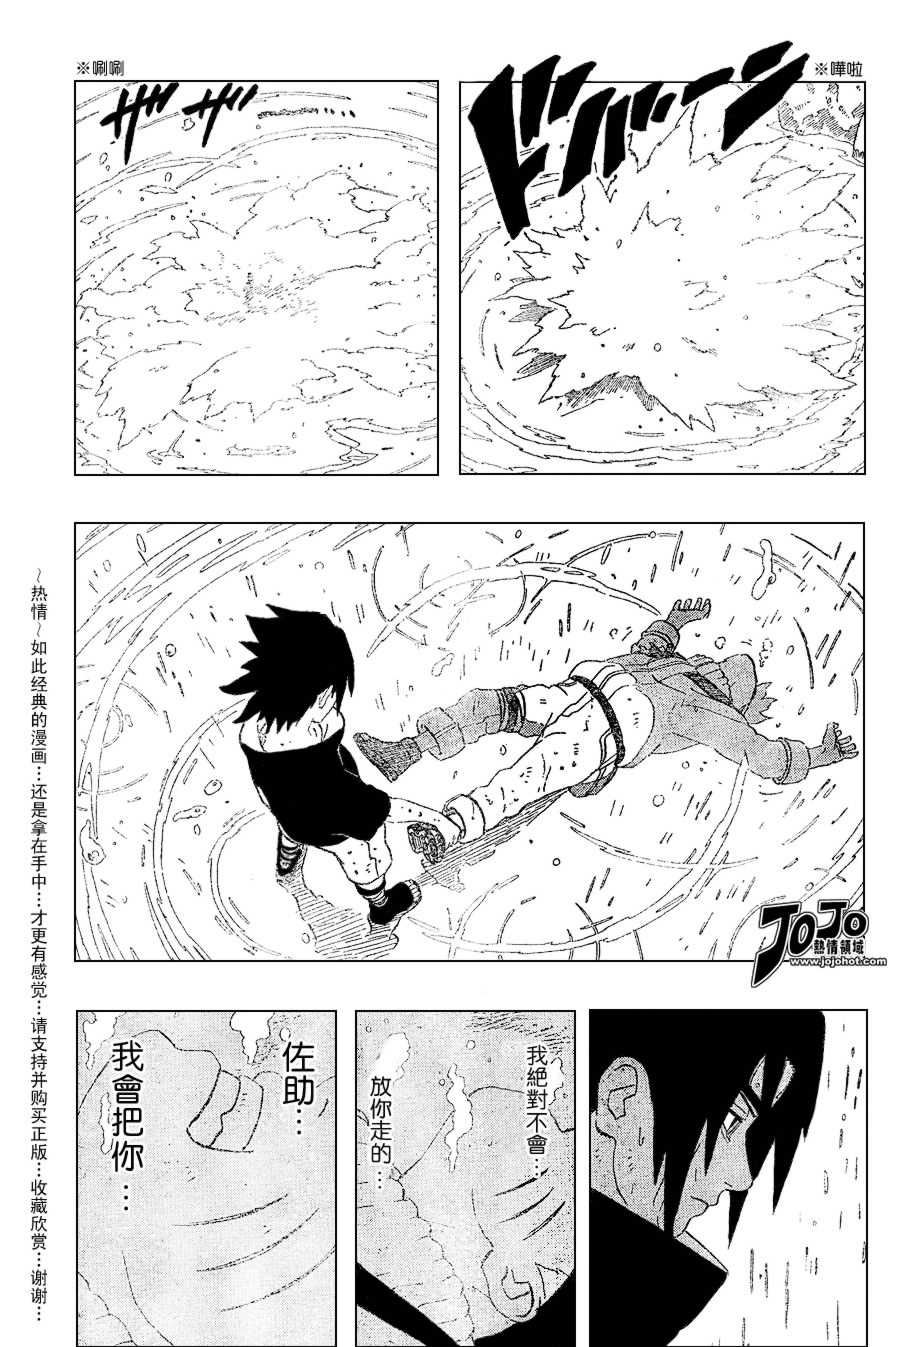 ※嘩啦
ドバーーッ
※唰唰
ザザ
JOJO
熱情領域
www.jojohot.com
我絕對不會…
放你走的…
佐助…
我會把你…
～热情～如此经典的漫画…还是拿在手中…才更有感觉…请支持并购买正版…收藏欣赏…谢谢…